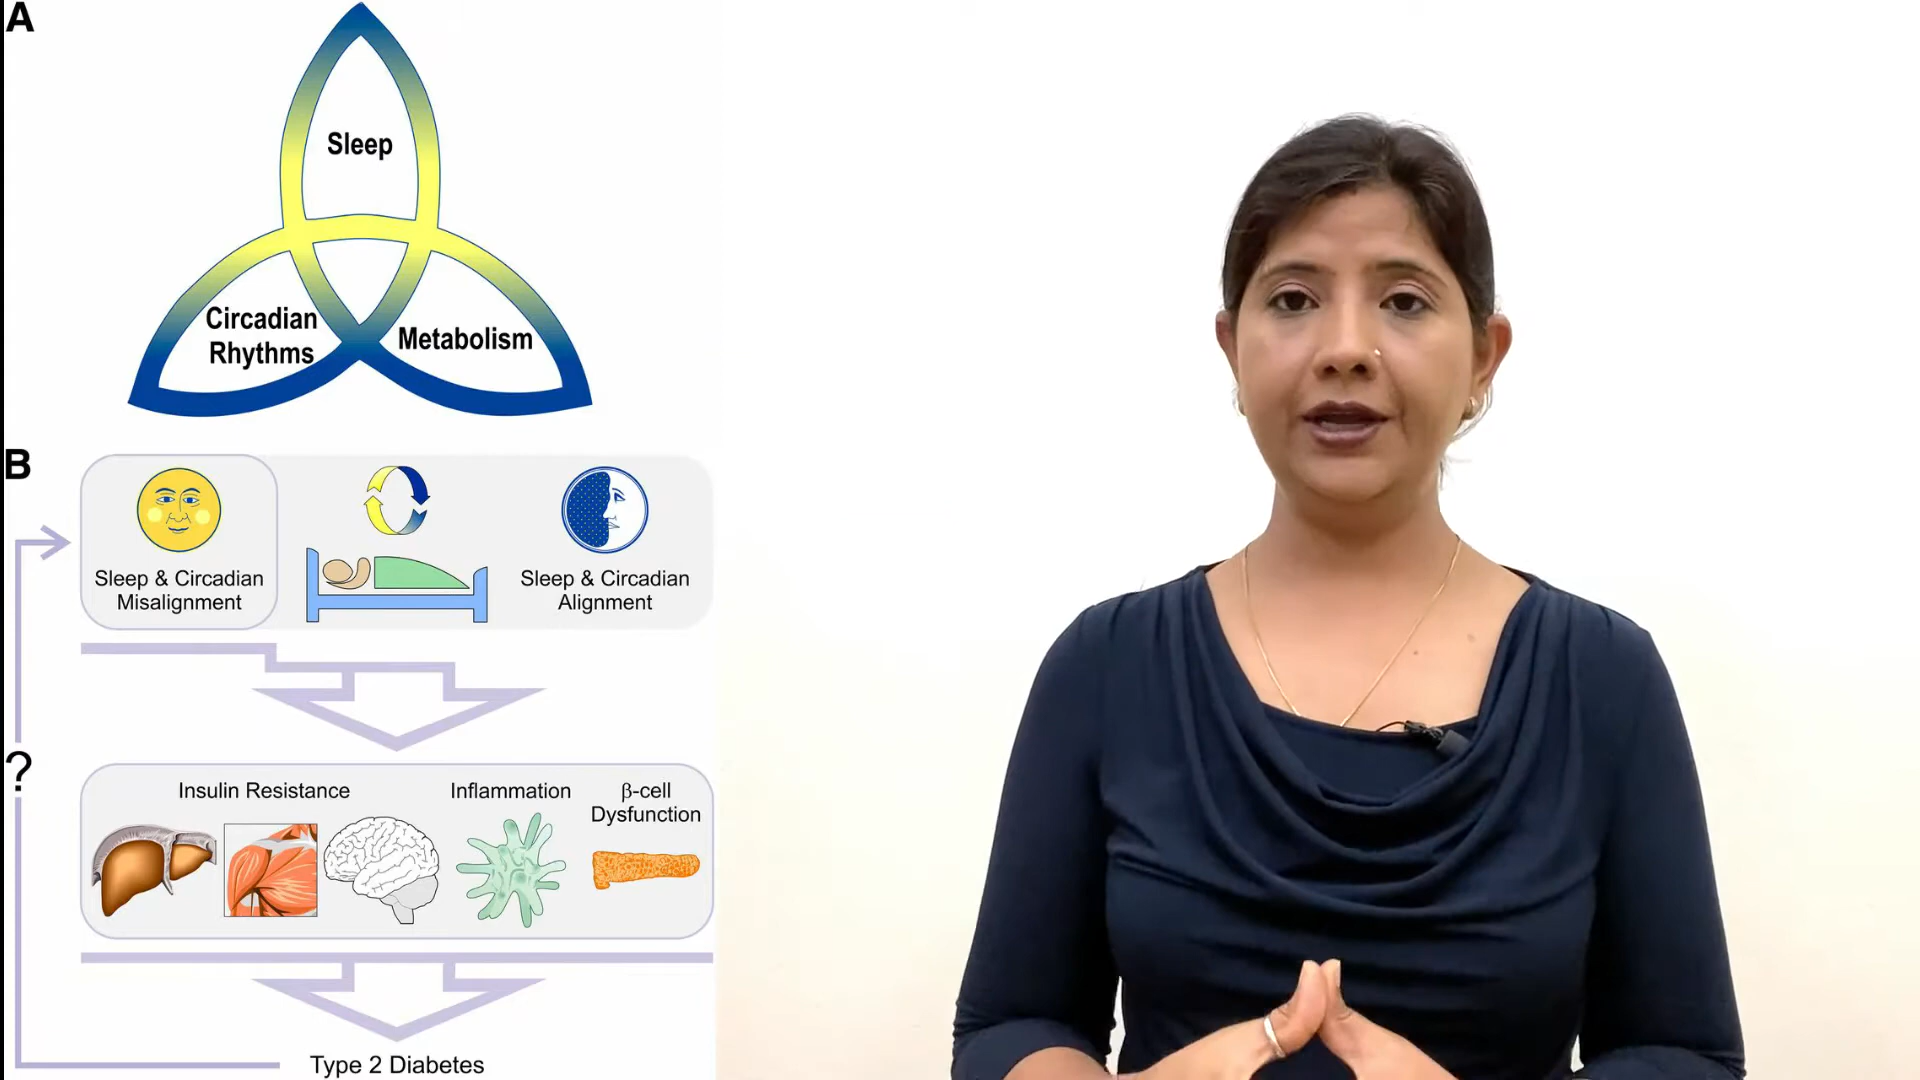 A
Sleep
Circadian
Rhythms
Metabolism
B
Sleep & Circadian
Misalignment
Sleep & Circadian
Alignment
?
Insulin Resistance
Inflammation
β-cell
Dysfunction
Type 2 Diabetes